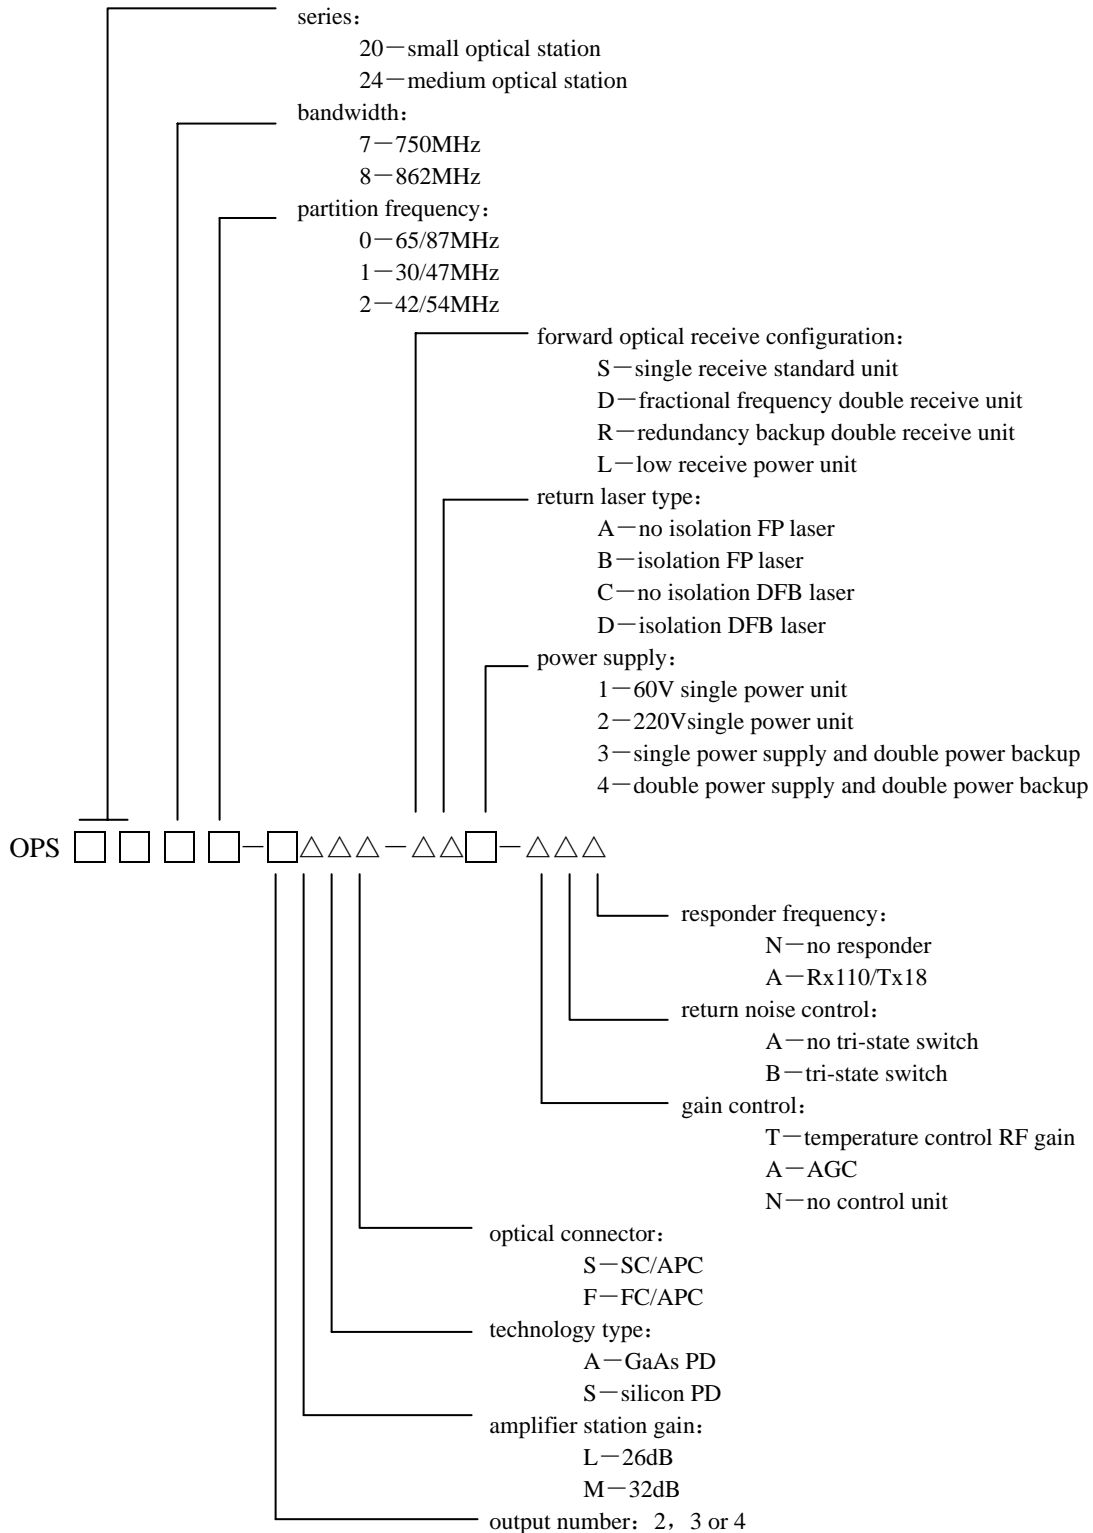 series：
20－small optical station
24－medium optical station
bandwidth：
7－750MHz
8－862MHz
partition frequency：
0－65/87MHz
1－30/47MHz
2－42/54MHz
forward optical receive configuration：
S－single receive standard unit
D－fractional frequency double receive unit
R－redundancy backup double receive unit
L－low receive power unit
return laser type：
A－no isolation FP laser
B－isolation FP laser
C－no isolation DFB laser
D－isolation DFB laser
power supply：
1－60V single power unit
2－220Vsingle power unit
3－single power supply and double power backup
4－double power supply and double power backup
OPS □ □ □ □－□△△△－△△□－△△△
responder frequency：
N－no responder
A－Rx110/Tx18
return noise control：
A－no tri-state switch
B－tri-state switch
gain control：
T－temperature control RF gain
A－AGC
N－no control unit
optical connector：
S－SC/APC
F－FC/APC
technology type：
A－GaAs PD
S－silicon PD
amplifier station gain：
L－26dB
M－32dB
output number：2，3 or 4